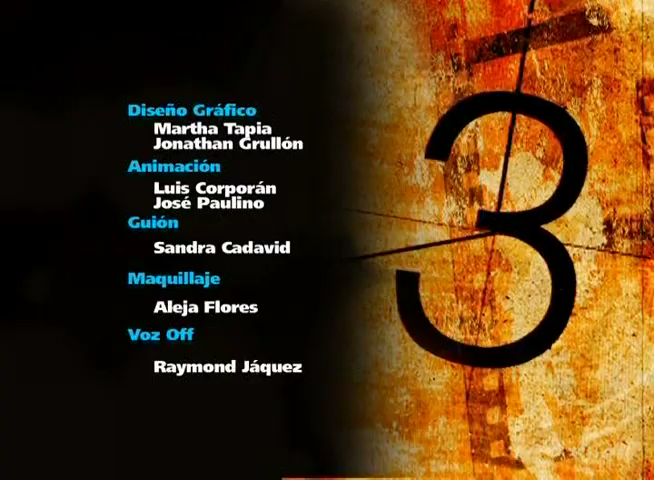 Diseño Gráfico
Martha Tapia
Jonathan Grullón
Animación
Luis Corporán
José Paulino
Guión
Sandra Cadavid
Maquillaje
Aleja Flores
Voz Off
Raymond Jáquez
3